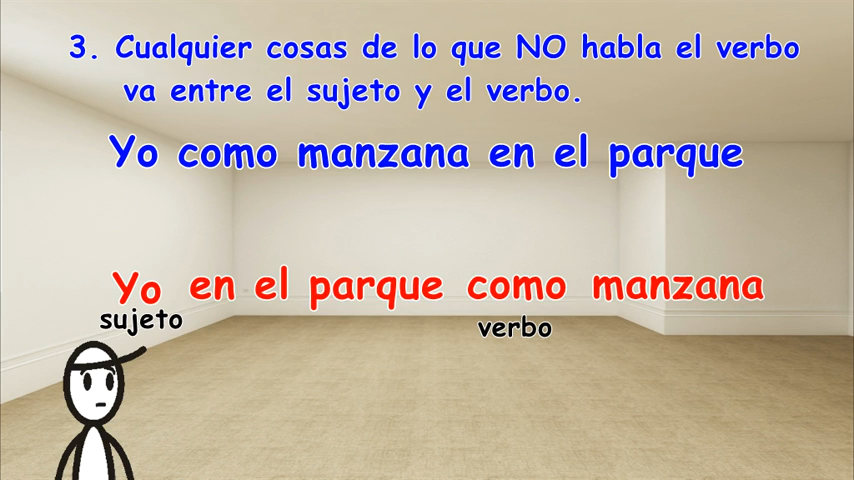 3. Cualquier cosas de lo que NO habla el verbo
va entre el sujeto y el verbo.
Yo como manzana en el parque
Yo en el parque como manzana
sujeto verbo